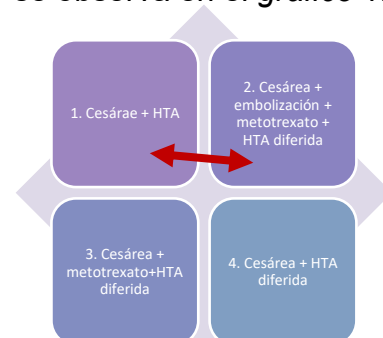 1. Cesárae + HTA
2. Cesárea +
embolización +
metotrexato +
HTA diferida
3. Cesárea +
metotrexato+HTA
diferida
4. Cesárea + HTA
diferida